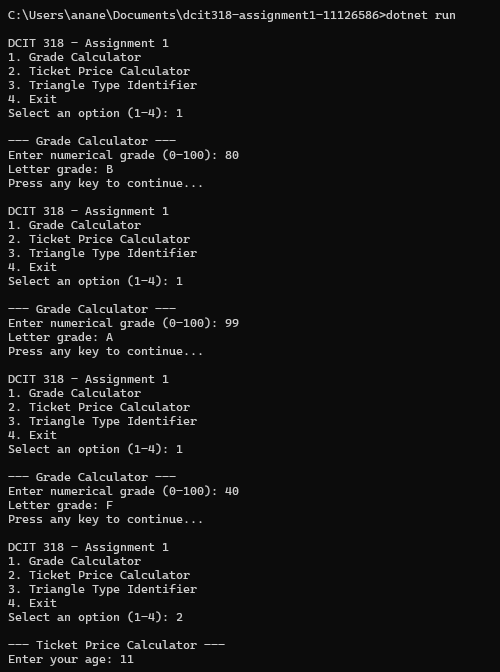 C:\Users\anane\Documents\dcit318-assignment1-11126586>dotnet run
DCIT 318 - Assignment 1
1. Grade Calculator
2. Ticket Price Calculator
3. Triangle Type Identifier
4. Exit
Select an option (1-4): 1
--- Grade Calculator ---
Enter numerical grade (0-100): 80
Letter grade: B
Press any key to continue...
DCIT 318 - Assignment 1
1. Grade Calculator
2. Ticket Price Calculator
3. Triangle Type Identifier
4. Exit
Select an option (1-4): 1
--- Grade Calculator ---
Enter numerical grade (0-100): 99
Letter grade: A
Press any key to continue...
DCIT 318 - Assignment 1
1. Grade Calculator
2. Ticket Price Calculator
3. Triangle Type Identifier
4. Exit
Select an option (1-4): 1
--- Grade Calculator ---
Enter numerical grade (0-100): 40
Letter grade: F
Press any key to continue...
DCIT 318 - Assignment 1
1. Grade Calculator
2. Ticket Price Calculator
3. Triangle Type Identifier
4. Exit
Select an option (1-4): 2
--- Ticket Price Calculator ---
Enter your age: 11